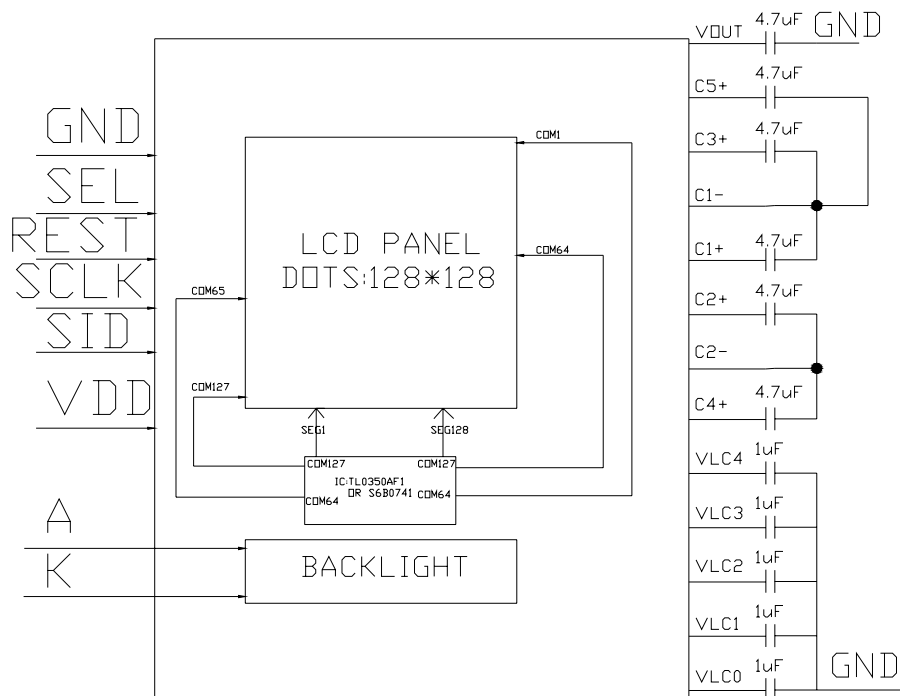 VOUT 4.7uF GND
C5+ 4.7uF
GND
C3+ 4.7uF
COM1
SEL
C1-
REST
LCD PANEL
DOTS:128*128
COM64
C1+ 4.7uF
SCLK
COM65
C2+ 4.7uF
SID
C2-
VDD
COM127
C4+ 4.7uF
SEG1
SEG128
COM127
COM127
VLC4 1uF
IC:TL0350AF1
OR S6B0741
COM64
COM64
VLC3 1uF
A
K
BACKLIGHT
VLC2 1uF
VLC1 1uF
VLC0 1uF GND